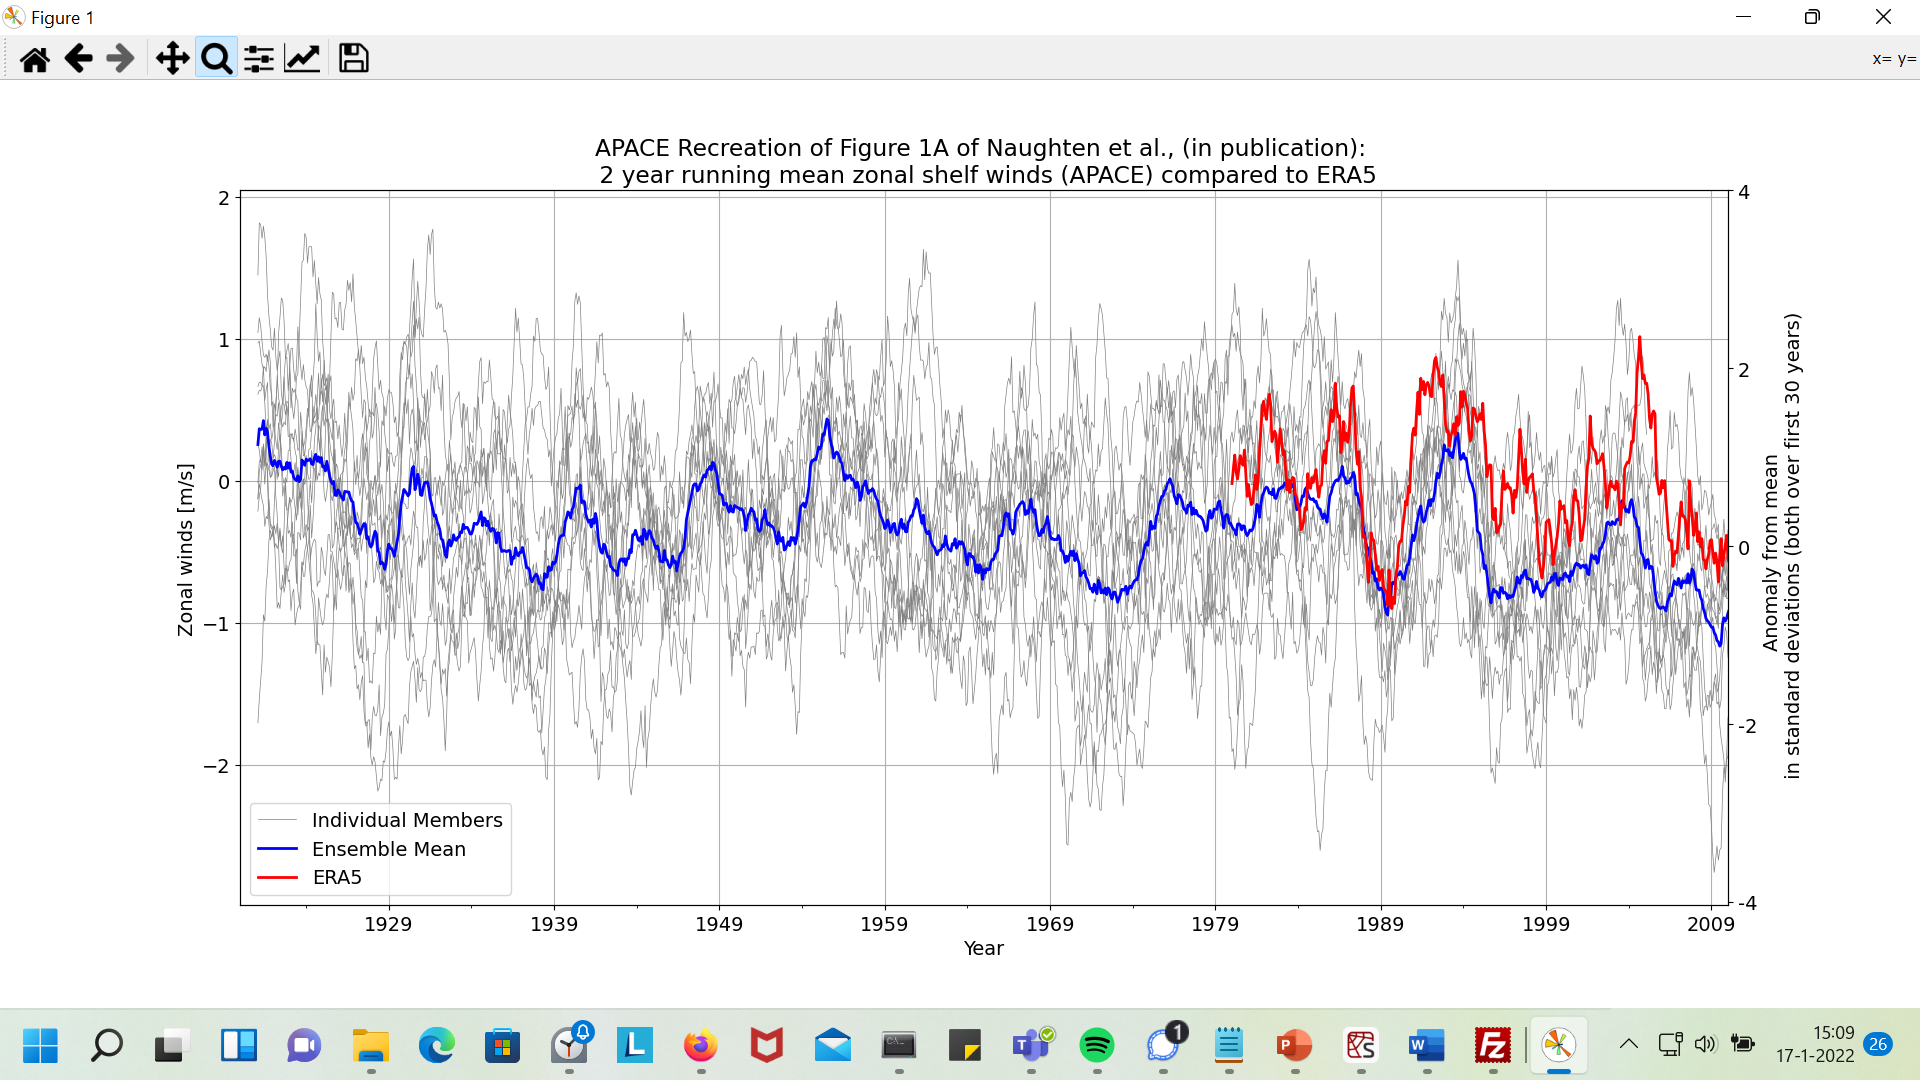 Figure 1
x= y=
APACE Recreation of Figure 1A of Naughten et al., (in publication):
2 year running mean zonal shelf winds (APACE) compared to ERA5
2
1
0
−1
−2
Zonal winds [m/s]
4
2
0
-2
-4
Anomaly from mean
in standard deviations (both over first 30 years)
Individual Members
Ensemble Mean
ERA5
1929 1939 1949 1959 1969 1979 1989 1999 2009
Year
L
C:\
T
1
P
W
FZ
15:09
17-1-2022
26